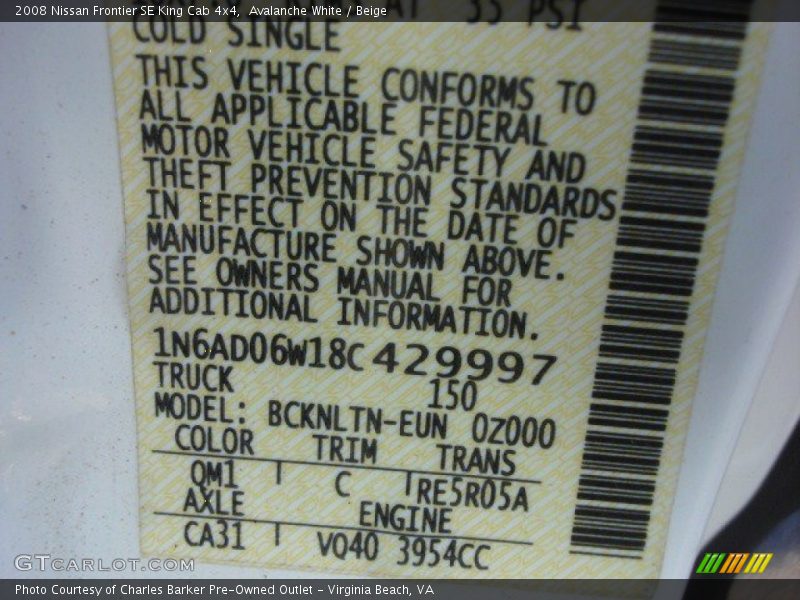 2008 Nissan Frontier SE King Cab 4x4, Avalanche White / Beige
AT 35 PSI
COLD SINGLE
THIS VEHICLE CONFORMS TO
ALL APPLICABLE FEDERAL
MOTOR VEHICLE SAFETY AND
THEFT PREVENTION STANDARDS
IN EFFECT ON THE DATE OF
MANUFACTURE SHOWN ABOVE.
SEE OWNERS MANUAL FOR
ADDITIONAL INFORMATION.
1N6AD06W18C429997
TRUCK 150
MODEL: BCKNLTN-EUN 0Z000
COLOR TRIM TRANS
QM1 C RE5R05A
AXLE ENGINE
CA31 VQ40 3954CC
GTCARLOT.COM
Photo Courtesy of Charles Barker Pre-Owned Outlet - Virginia Beach, VA